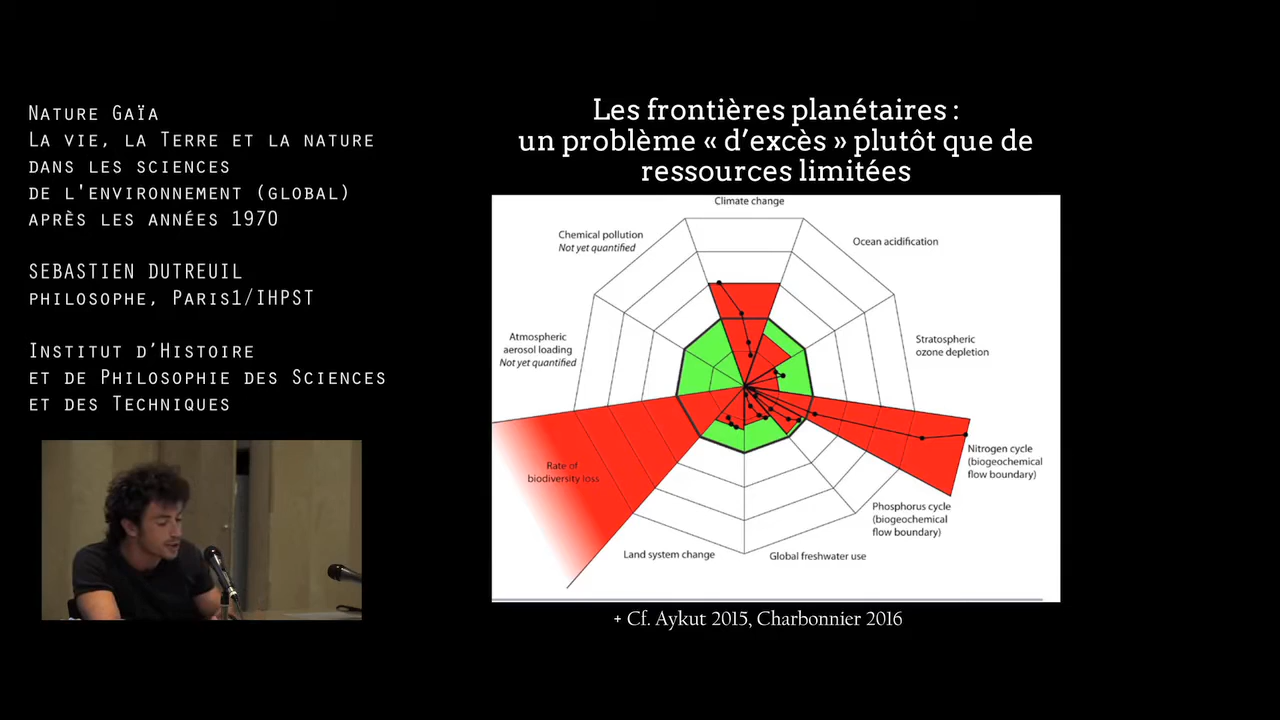 Nature Gaïa
La vie, la Terre et la nature
dans les sciences
de l'environnement (global)
après les années 1970
SEBASTIEN DUTREUIL
philosophe, Paris1/IHPST
Institut d'Histoire
et de Philosophie des Sciences
et des Techniques
Les frontières planétaires :
un problème « d'excès » plutôt que de
ressources limitées
Climate change
Chemical pollution
Not yet quantified
Ocean acidification
Atmospheric
aerosol loading
Not yet quantified
Stratospheric
ozone depletion
Nitrogen cycle
(biogeochemical
flow boundary)
Rate of
biodiversity loss
Phosphorus cycle
(biogeochemical
flow boundary)
Land system change
Global freshwater use
+ Cf. Aykut 2015, Charbonnier 2016